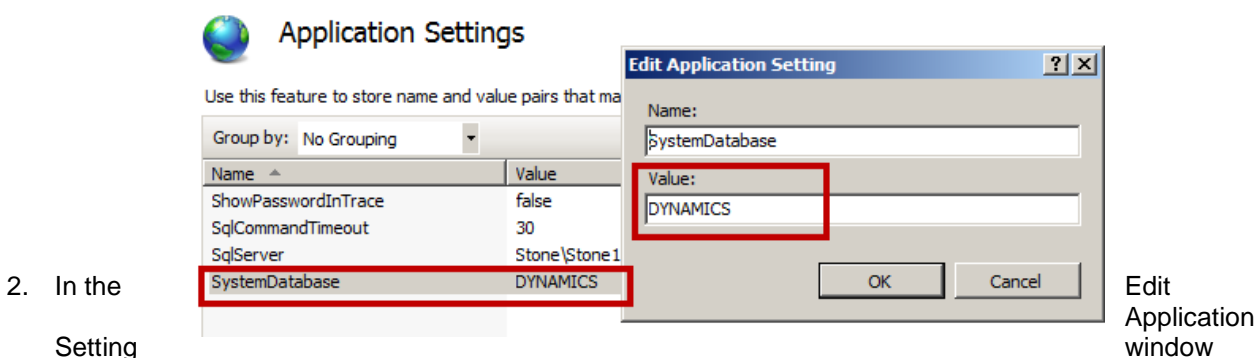 Application Settings
Use this feature to store name and value pairs that ma
Group by: No Grouping
Name Value
ShowPasswordInTrace false
SqlCommandTimeout 30
SqlServer Stone\Stone1
SystemDatabase DYNAMICS
Edit Application Setting
Name:
SystemDatabase
Value:
DYNAMICS
OK Cancel
2. In the Edit
Application
Setting window